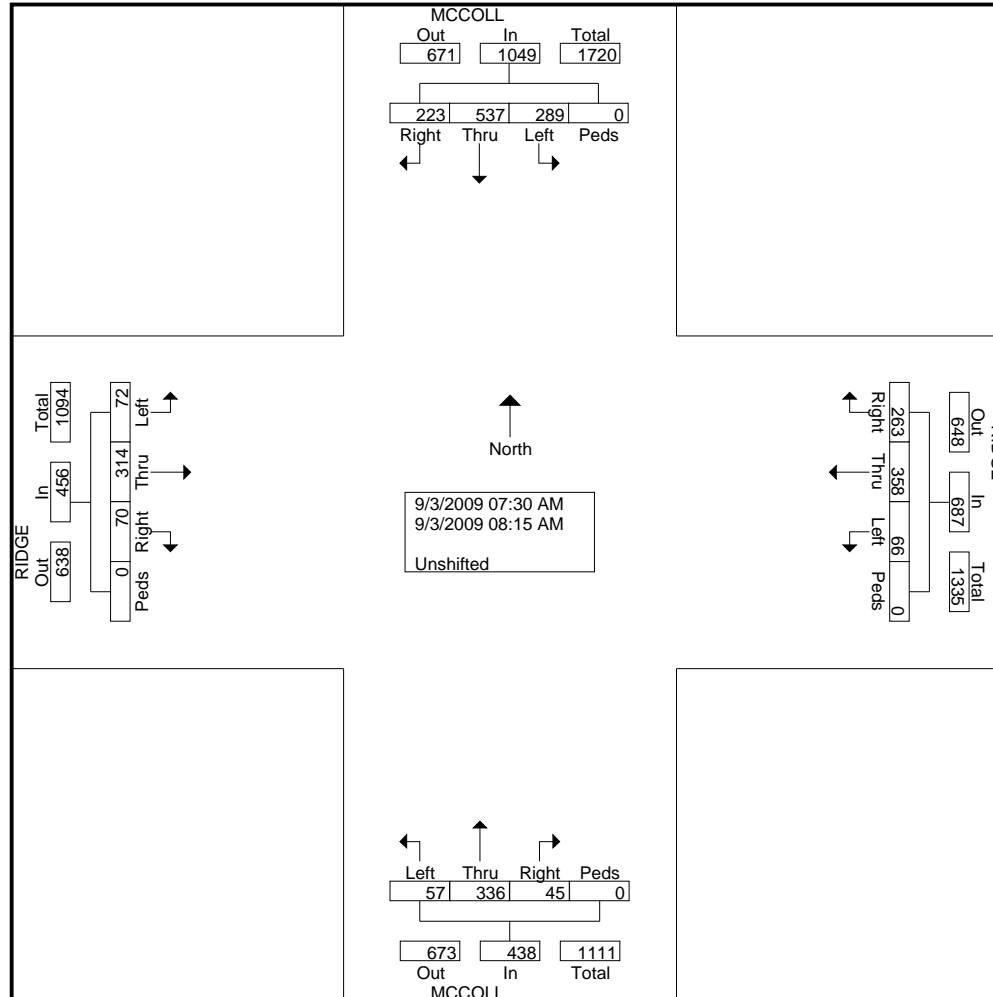 MCCOLL
Out In Total
671 1049 1720
223 537 289 0
Right Thru Left Peds
RIDGE
Total In Out
1094 456 638
72 314 70 0
Left Thru Right Peds
North
9/3/2009 07:30 AM
9/3/2009 08:15 AM
Unshifted
Right Thru Left Peds
263 358 66 0
Out In Total
648 687 1335
Left Thru Right Peds
57 336 45 0
673 438 1111
Out In Total
MCCOLL